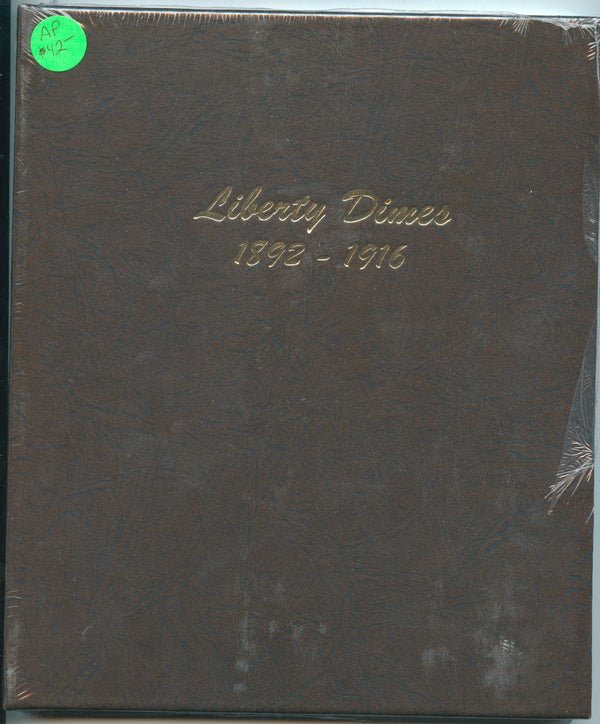 AP
$42-
Liberty Dimes
1892 - 1916